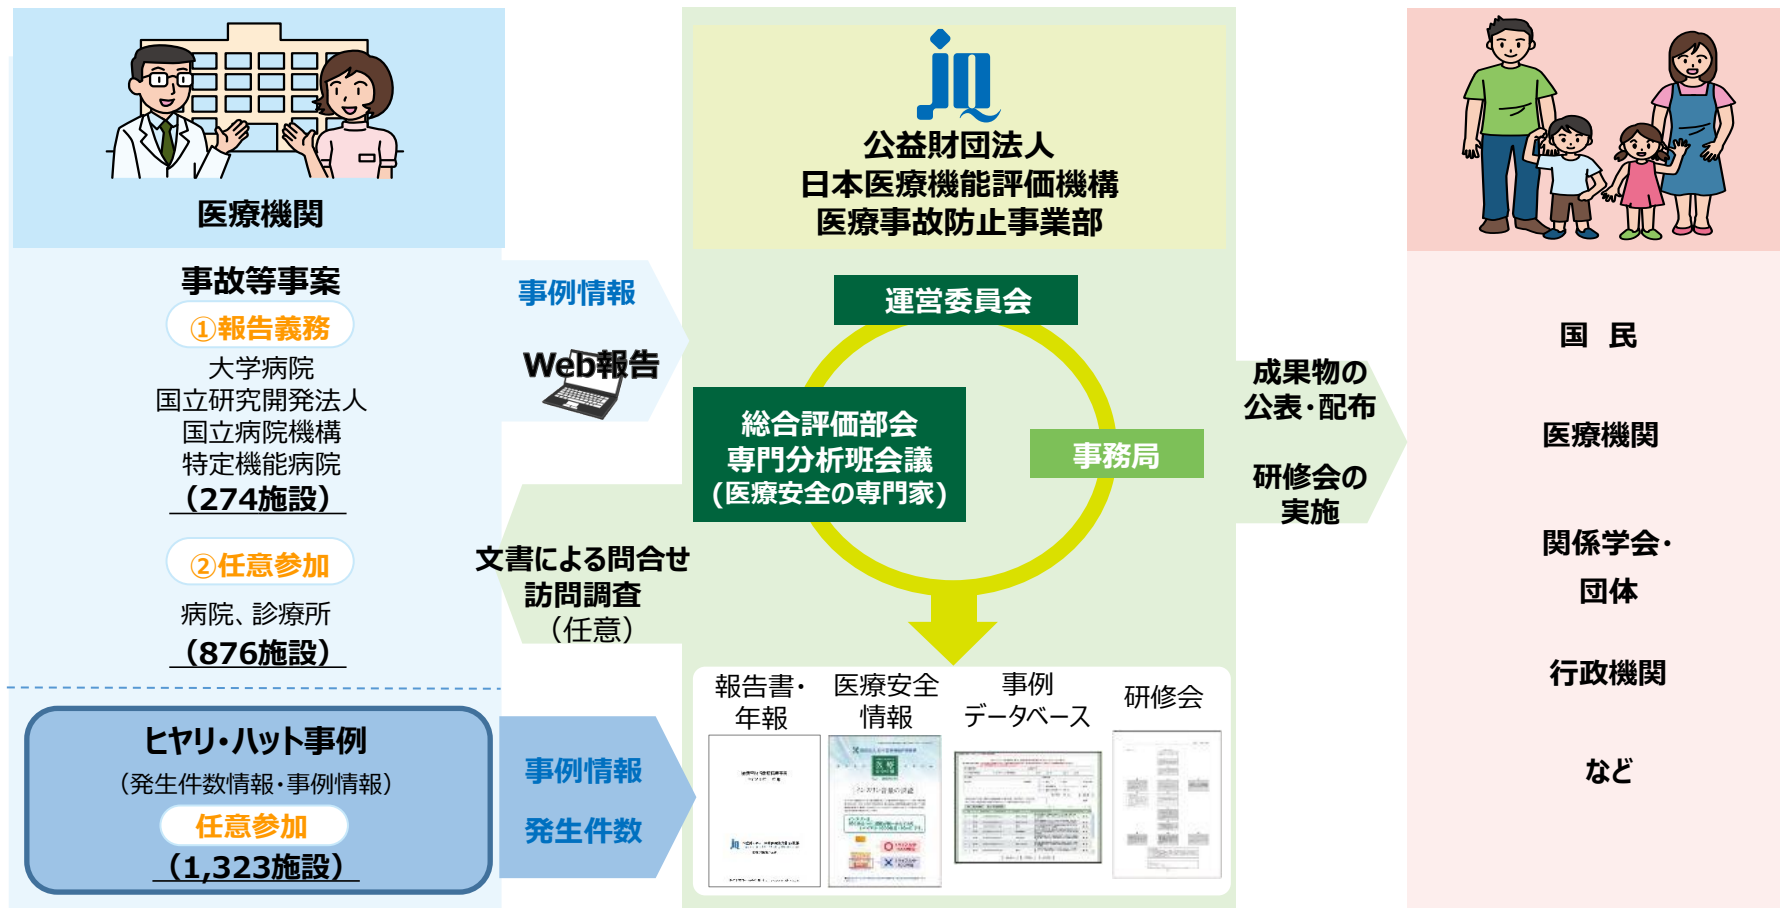 医療機関
事故等事案
①報告義務
大学病院
国立研究開発法人
国立病院機構
特定機能病院
（274施設）
②任意参加
病院、診療所
（876施設）
ヒヤリ・ハット事例
（発生件数情報・事例情報）
任意参加
（1,323施設）
事例情報
Web報告
文書による問合せ
訪問調査
（任意）
事例情報
発生件数
jq
公益財団法人
日本医療機能評価機構
医療事故防止事業部
運営委員会
総合評価部会
専門分析班会議
(医療安全の専門家)
事務局
報告書・
年報
医療安全
情報
事例
データベース
研修会
成果物の
公表・配布
研修会の
実施
国 民
医療機関
関係学会・
団体
行政機関
など